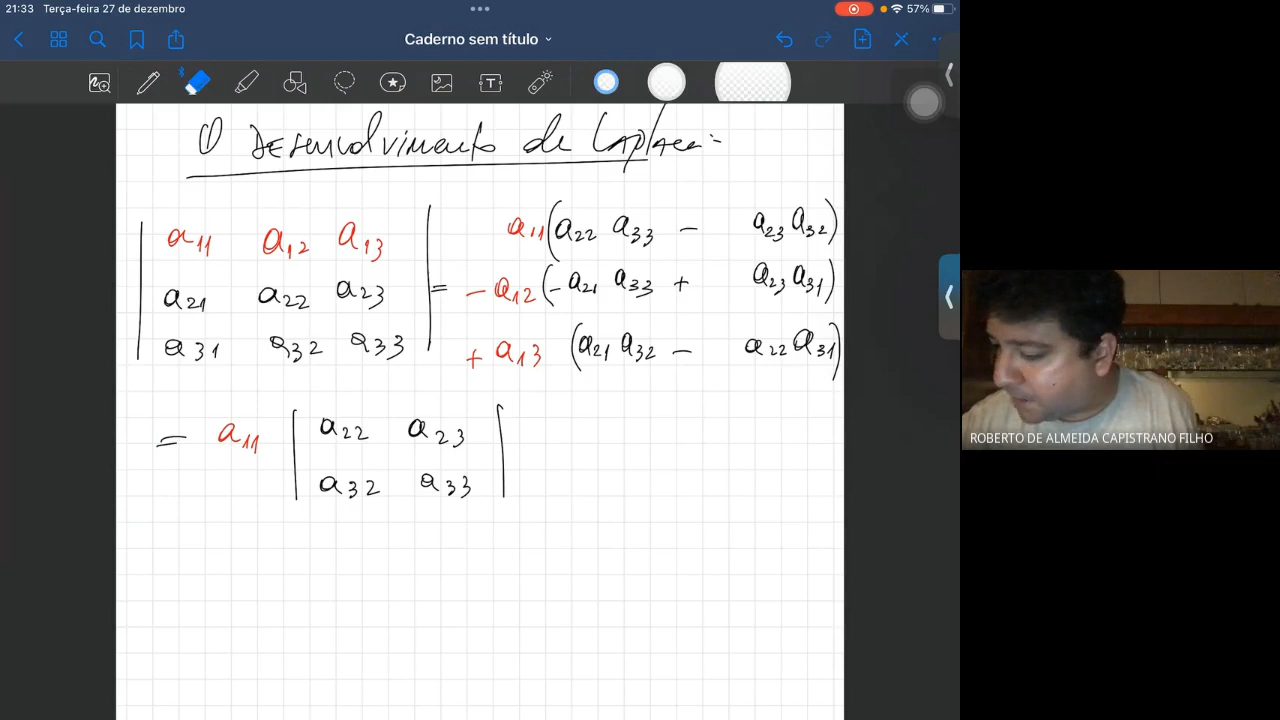 21:33 Terça-feira 27 de dezembro
57%
Caderno sem título
O Desenvolvimento de Laplace:
| a11 a12 a13 | a11 (a22 a33 - a23 a32)
| a21 a22 a23 | = - a12 (- a21 a33 + a23 a31)
| a31 a32 a33 | + a13 (a21 a32 - a22 a31)
= a11 | a22 a23 |
| a32 a33 |
ROBERTO DE ALMEIDA CAPISTRANO FILHO